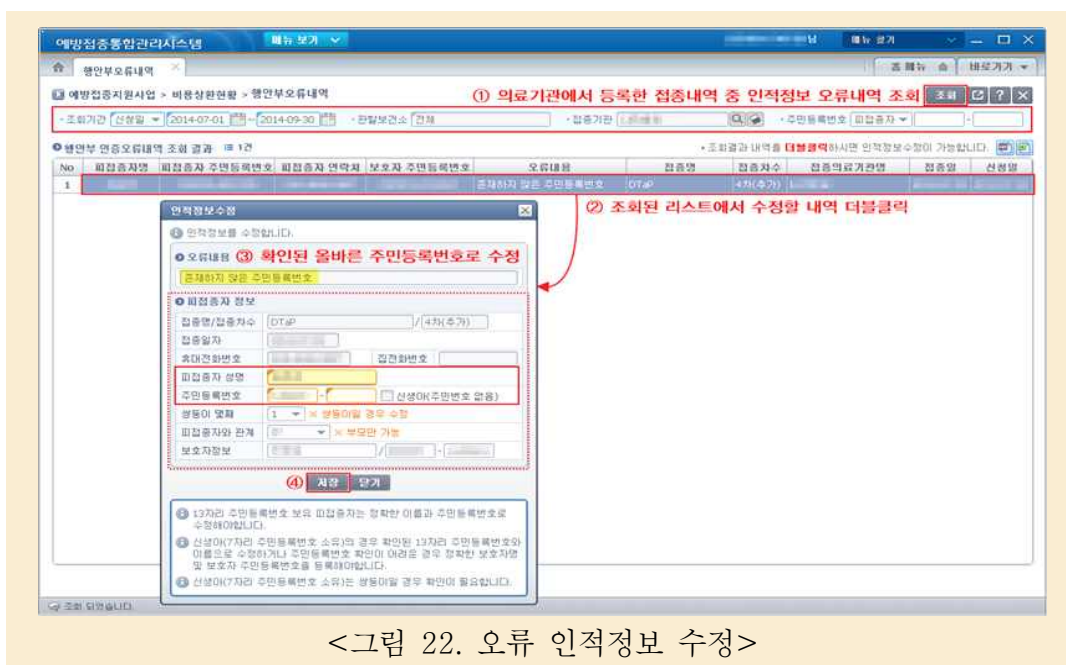 예방접종통합관리시스템 메뉴 보기 님 메뉴 열기
행안부오류내역 홈 메뉴 숨 바로가기
예방접종지원사업 > 비용상환현황 > 행안부오류내역 ① 의료기관에서 등록한 접종내역 중 인적정보 오류내역 조회 조회 ? X
조회기간 신청일 2014-07-01 ~ 2014-09-30 관할보건소 전체 접종기관 주민등록번호 피접종자 -
행안부 인증오류내역 조회 결과 1건 조회결과 내역를 더블클릭하시면 인적정보수정이 가능합니다.
No 피접종자명 피접종자 주민등록번호 피접종자 연락처 보호자 주민등록번호 오류내용 접종명 접종차수 접종의료기관명 접종일 신청일
1 존재하지 않은 주민등록번호 DTaP 4차(추가)
② 조회된 리스트에서 수정할 내역 더블클릭
인적정보수정
인적정보를 수정합니다.
오류내용 ③ 확인된 올바른 주민등록번호로 수정
존재하지 않은 주민등록번호
피접종자 정보
접종명/접종차수 DTaP / 4차(추가)
접종일자
휴대전화번호 집전화번호
피접종자 성명
주민등록번호 - 신생아(주민번호 없음)
쌍둥이 몇째 1 ※ 쌍둥이일 경우 수정
피접종자와 관계 ※ 부모만 가능
보호자정보 / -
④ 저장 닫기
13자리 주민등록번호 보유 피접종자는 정확한 이름과 주민등록번호로
수정해야합니다.
신생아(7자리 주민등록번호 소유)의 경우 확인된 13자리 주민등록번호와
이름으로 수정하거나 주민등록번호 확인이 어려운 경우 정확한 보호자명
및 보호자 주민등록번호을 등록해야합니다.
신생아(7자리 주민등록번호 소유)는 쌍둥이일 경우 확인이 필요합니다.
조회 되었습니다.
<그림 22. 오류 인적정보 수정>